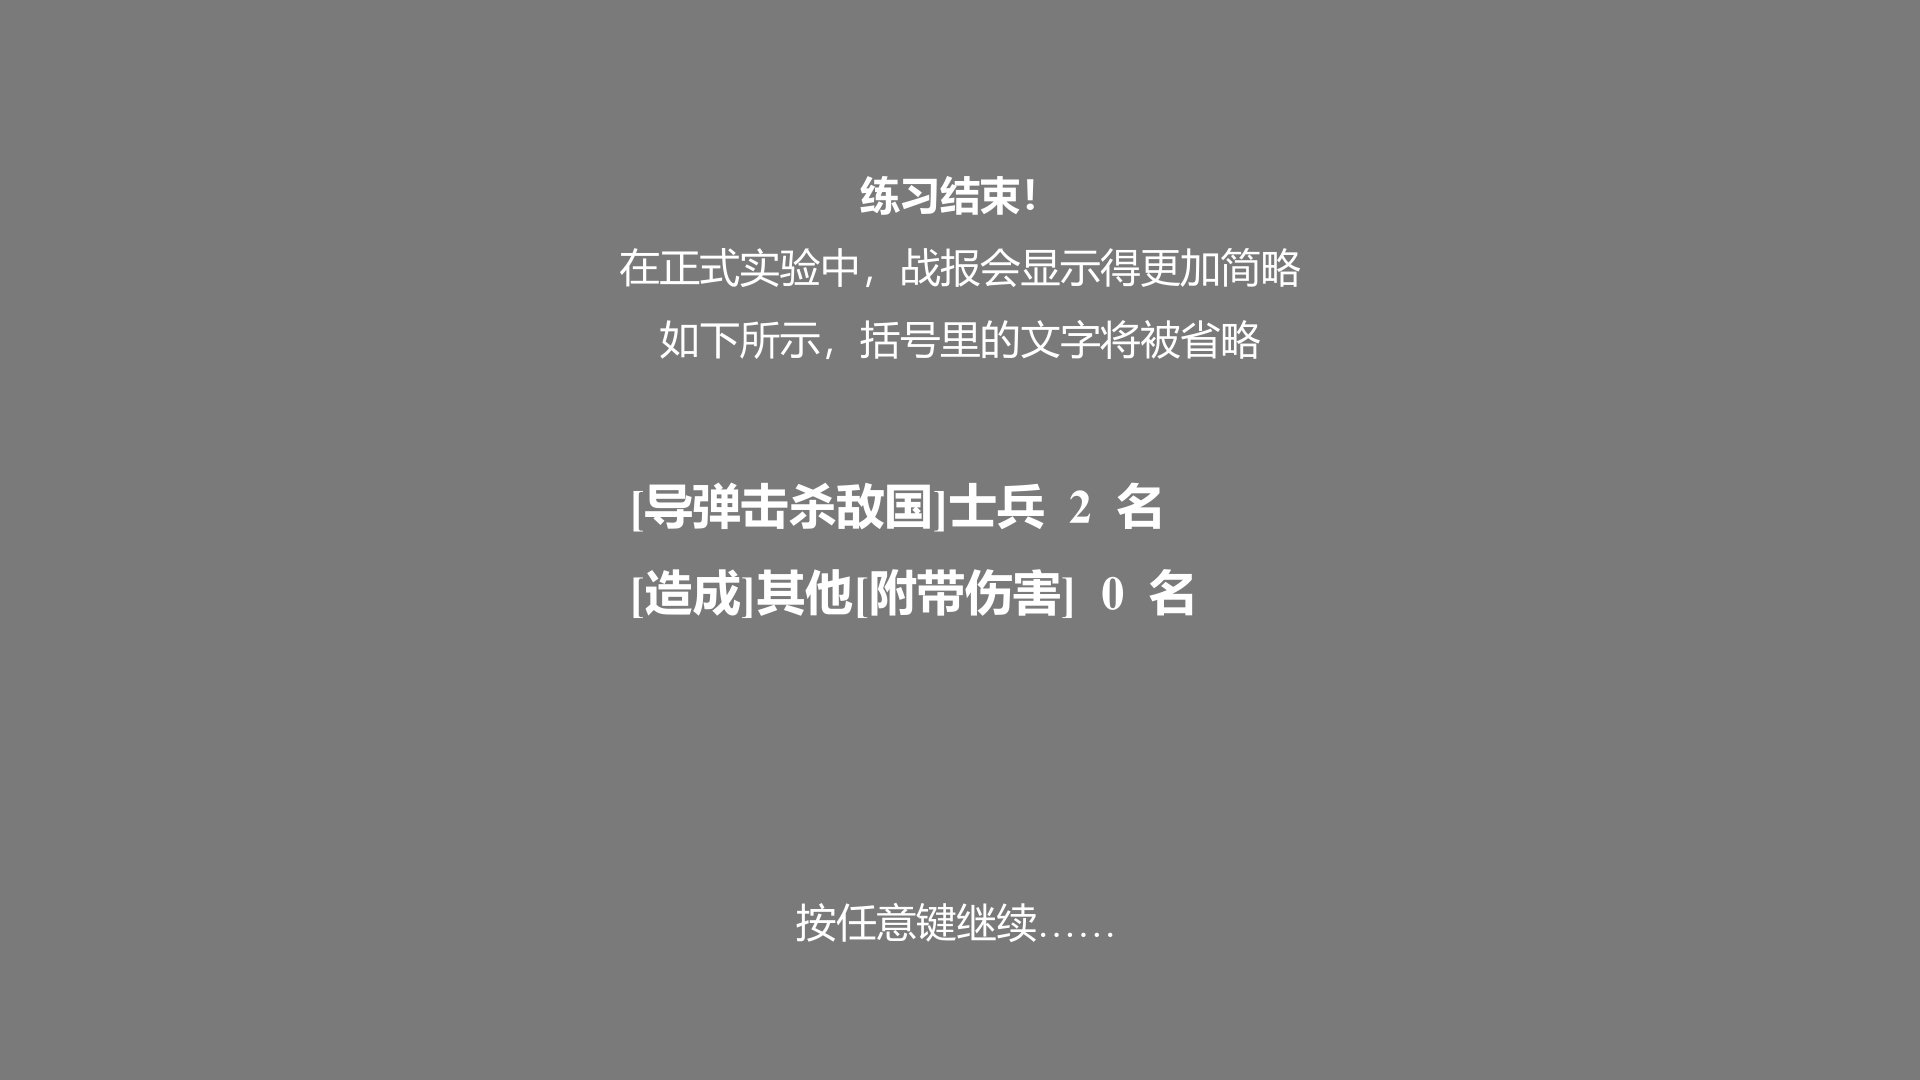 练习结束！
在正式实验中，战报会显示得更加简略
如下所示，括号里的文字将被省略
[导弹击杀敌国]士兵 2 名
[造成]其他[附带伤害] 0 名
按任意键继续……